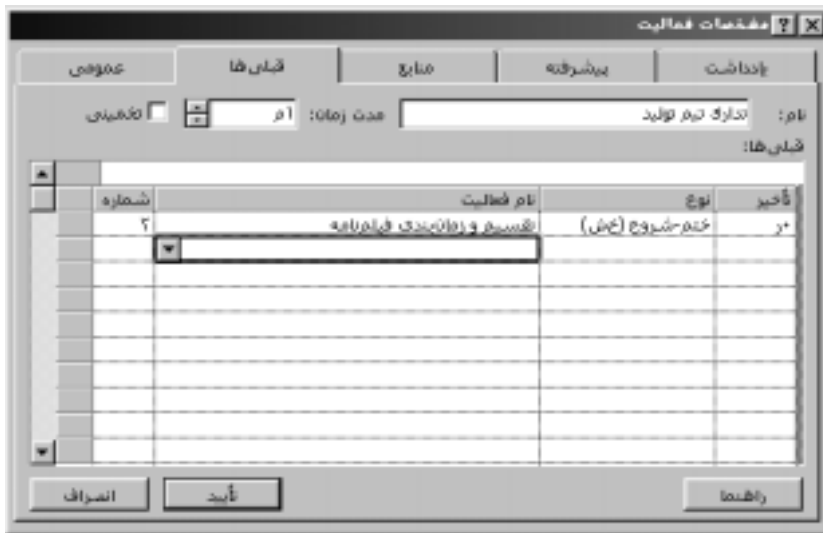 مشخصات فعالیت
یادداشت پیشرفته منابع قبلی‌ها عمومی
نام: تدارک تیم تولید مدت زمان: ۱م تخمینی
قبلی‌ها:
تأخیر نوع نام فعالیت شماره
۰ر ختم-شروع (خ‌ش) تقسیم و زمان‌بندی فیلمنامه ۲
راهنما تأیید انصراف